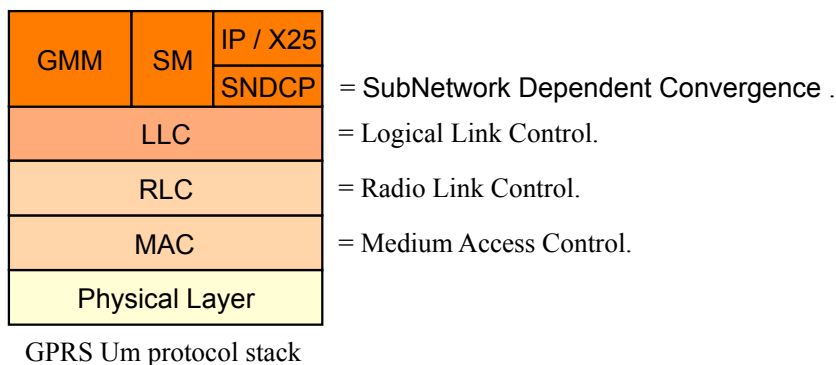 GMM SM IP / X25
SNDCP = SubNetwork Dependent Convergence .
LLC = Logical Link Control.
RLC = Radio Link Control.
MAC = Medium Access Control.
Physical Layer
GPRS Um protocol stack